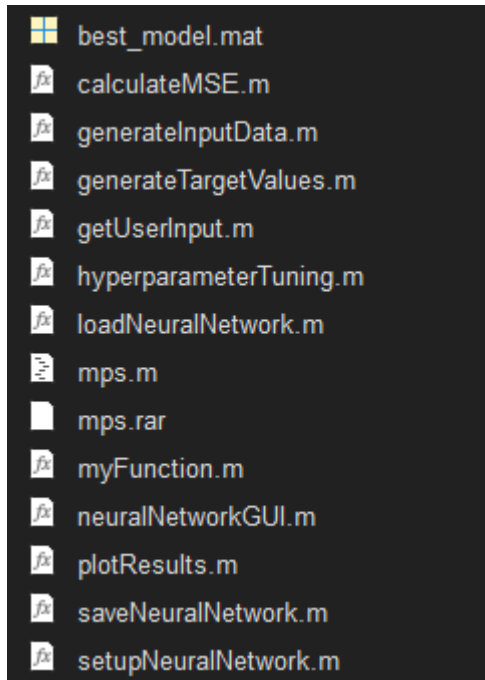 best_model.mat
calculateMSE.m
generateInputData.m
generateTargetValues.m
getUserInput.m
hyperparameterTuning.m
loadNeuralNetwork.m
mps.m
mps.rar
myFunction.m
neuralNetworkGUI.m
plotResults.m
saveNeuralNetwork.m
setupNeuralNetwork.m